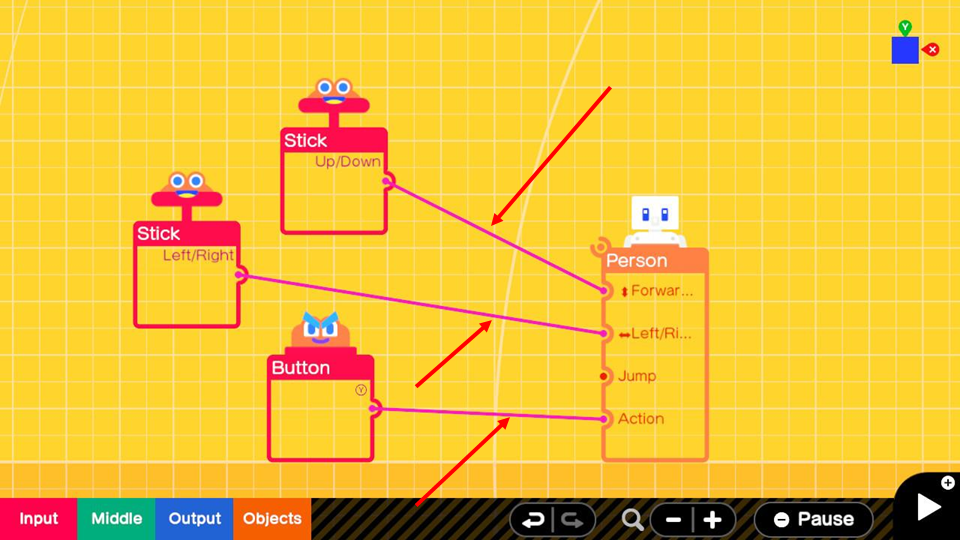 Y
X
Stick
Up/Down
Stick
Left/Right
Person
Forwar...
Left/Ri...
Button
Y
Jump
Action
Input
Middle
Output
Objects
Pause